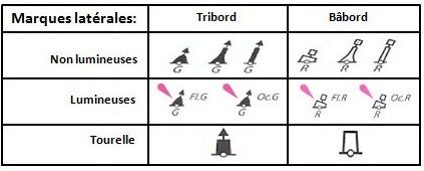 Marques latérales: Tribord Bâbord
Non lumineuses G G G R R R
Lumineuses Fl.G G Oc.G G Fl.R R Oc.R R
Tourelle